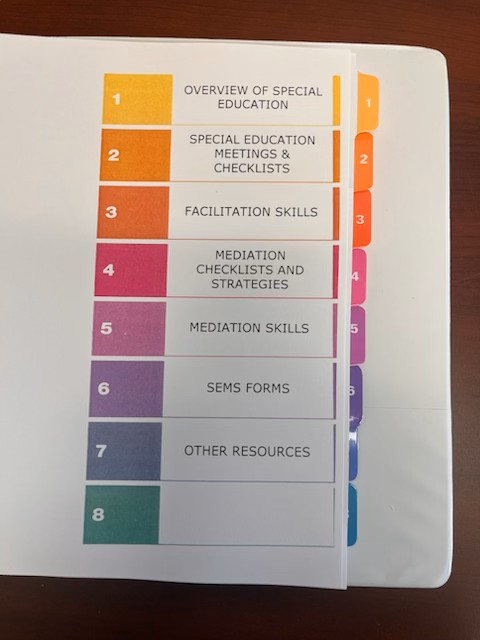 1 OVERVIEW OF SPECIAL
EDUCATION
2 SPECIAL EDUCATION
MEETINGS &
CHECKLISTS
3 FACILITATION SKILLS
4 MEDIATION
CHECKLISTS AND
STRATEGIES
5 MEDIATION SKILLS
6 SEMS FORMS
7 OTHER RESOURCES
8
1
2
3
4
5
6